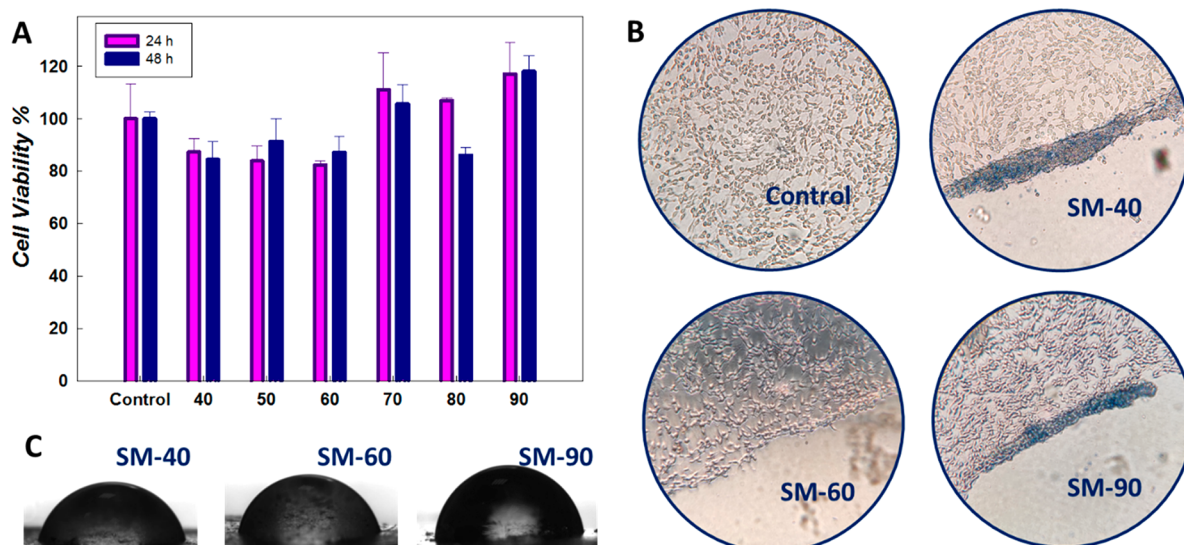 A
24 h
48 h
Cell Viability %
120
100
80
60
40
20
0
Control 40 50 60 70 80 90
B
Control
SM-40
SM-60
SM-90
C
SM-40 SM-60 SM-90